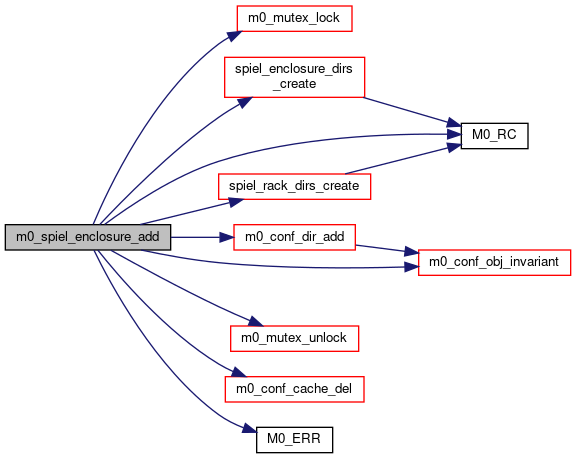 m0_mutex_lock
spiel_enclosure_dirs
_create
M0_RC
spiel_rack_dirs_create
m0_spiel_enclosure_add
m0_conf_dir_add
m0_conf_obj_invariant
m0_mutex_unlock
m0_conf_cache_del
M0_ERR